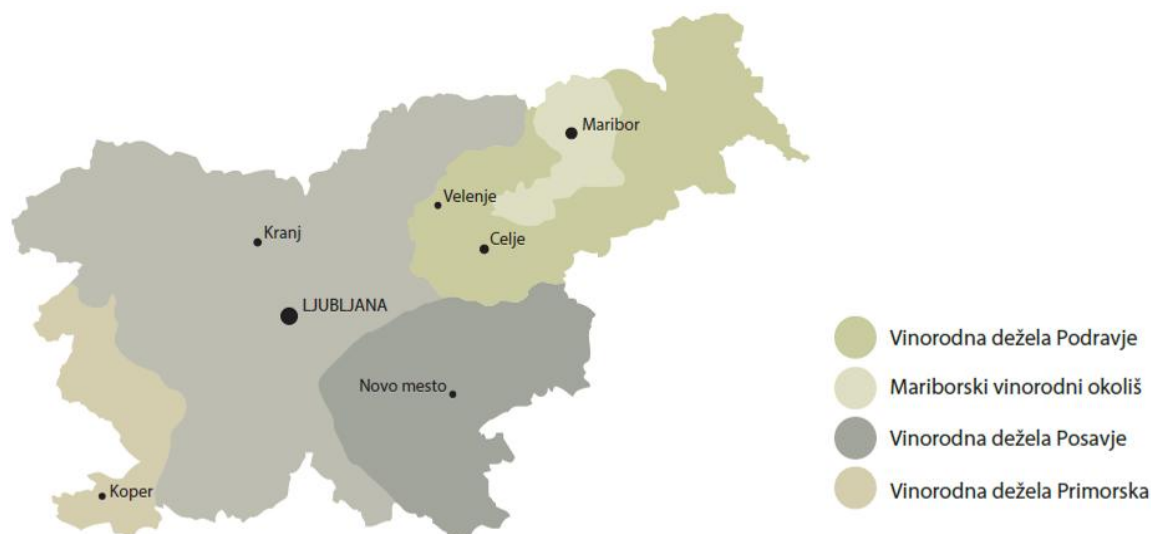 Maribor
Velenje
Kranj
Celje
LJUBLJANA
Novo mesto
Koper
Vinorodna dežela Podravje
Mariborski vinorodni okoliš
Vinorodna dežela Posavje
Vinorodna dežela Primorska